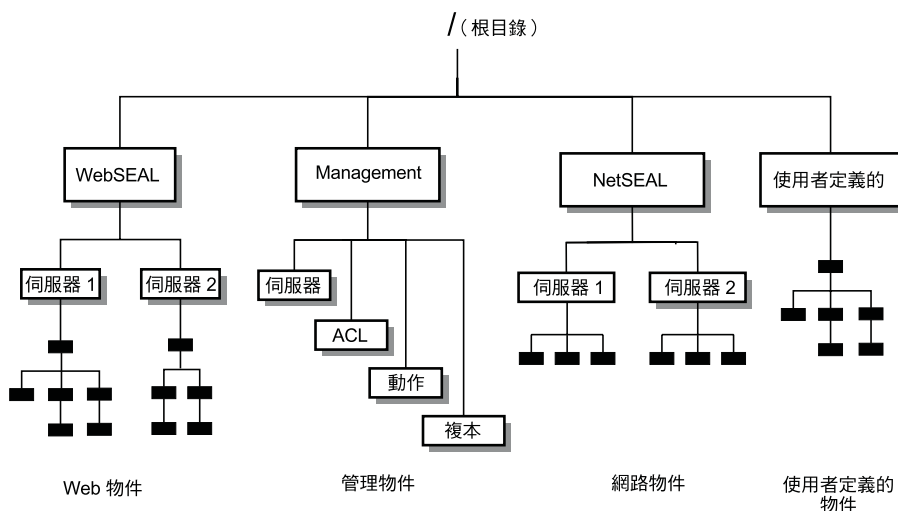 /（根目錄）
WebSEAL
Management
NetSEAL
使用者定義的
伺服器 1
伺服器 2
伺服器
ACL
動作
複本
伺服器 1
伺服器 2
Web 物件
管理物件
網路物件
使用者定義的
物件